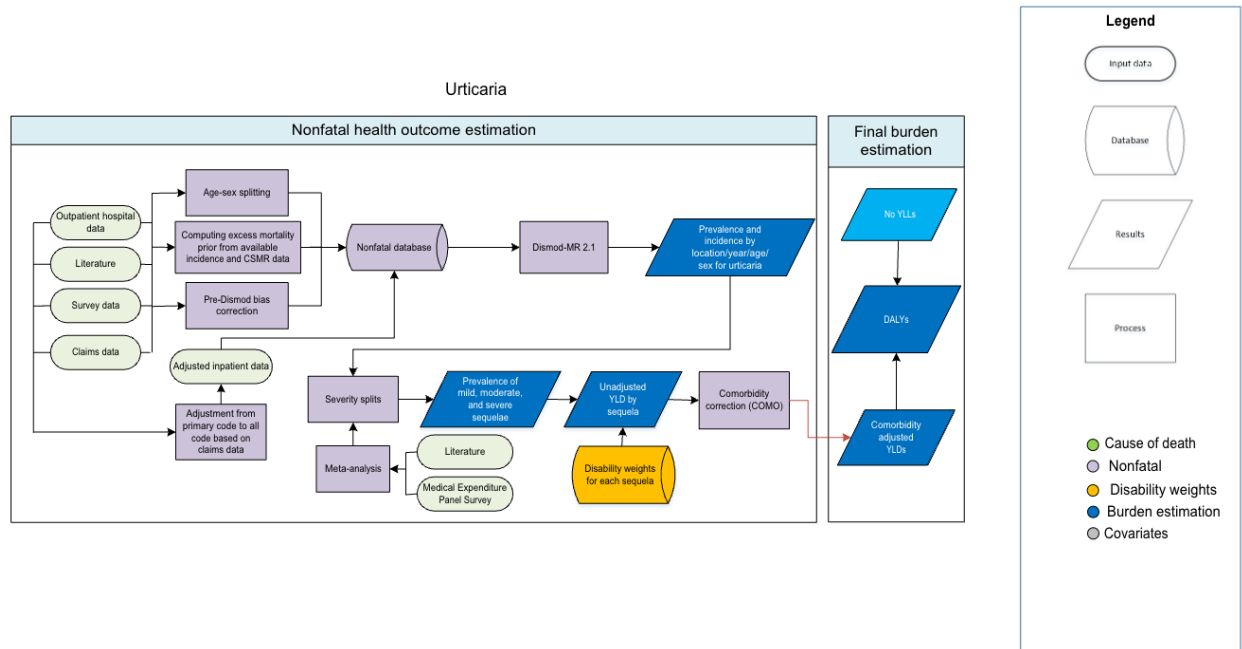 Urticaria
Nonfatal health outcome estimation
Outpatient hospital
data
Literature
Survey data
Claims data
Age-sex splitting
Computing excess mortality
prior from available
incidence and CSMR data
Pre-Dismod bias
correction
Adjusted inpatient data
Adjustment from
primary code to all
code based on
claims data
Nonfatal database
Dismod-MR 2.1
Prevalence and
incidence by
location/year/age/
sex for urticaria
Severity splits
Meta-analysis
Literature
Medical Expenditure
Panel Survey
Prevalence of
mild, moderate,
and severe
sequelae
Unadjusted
YLD by
sequela
Disability weights
for each sequela
Comorbidity
correction (COMO)
Final burden
estimation
No YLLs
DALYs
Comorbidity
adjusted
YLDs
Legend
Input data
Database
Results
Process
Cause of death
Nonfatal
Disability weights
Burden estimation
Covariates